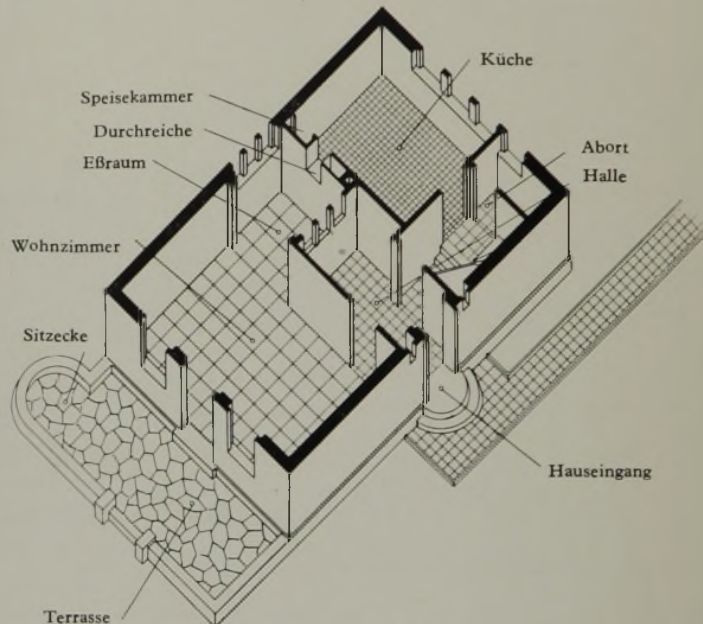 Küche
Speisekammer
Durchreiche
Abort
Eßraum
Halle
Wohnzimmer
Sitzecke
Hauseingang
Terrasse